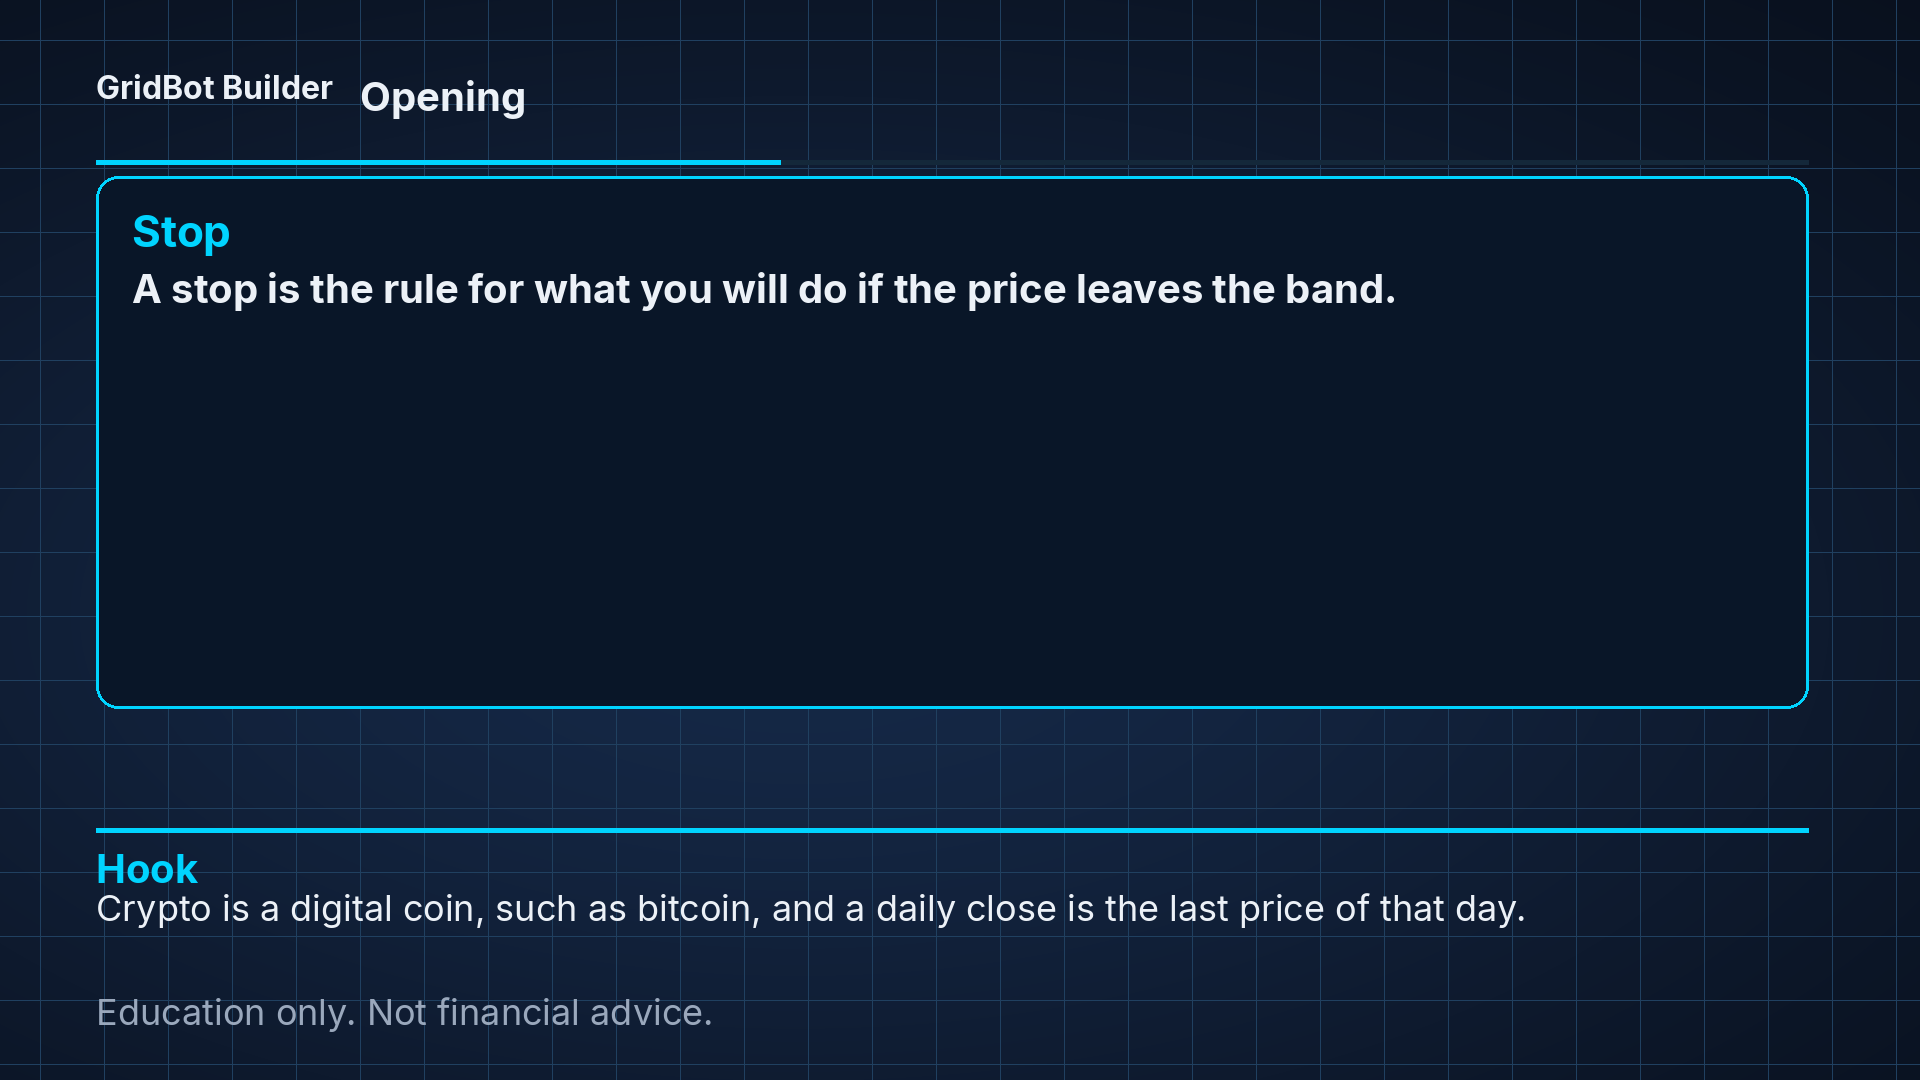 GridBot Builder
Opening
Stop
A stop is the rule for what you will do if the price leaves the band.
Hook
Crypto is a digital coin, such as bitcoin, and a daily close is the last price of that day.
Education only. Not financial advice.